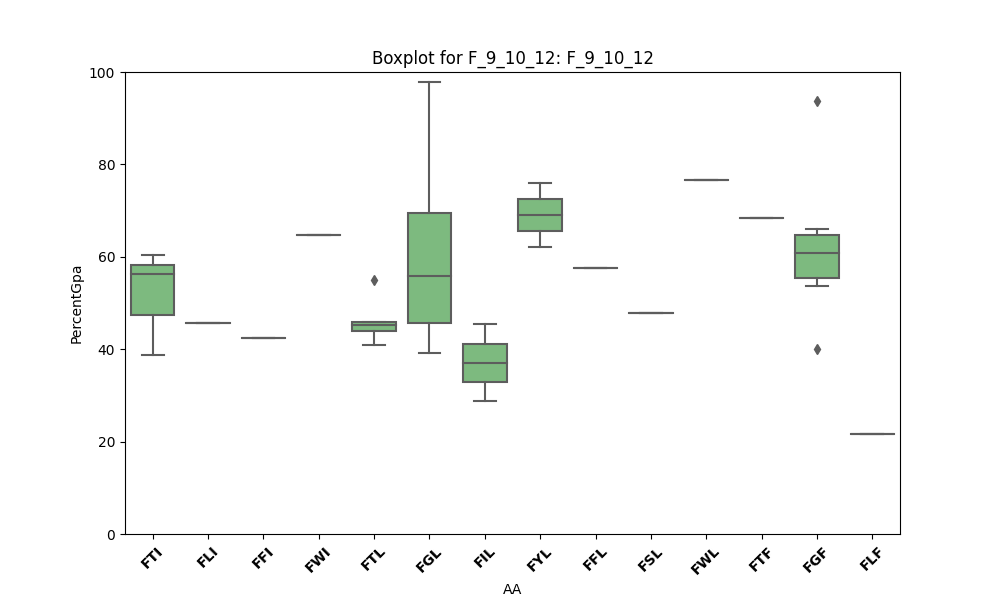 Boxplot for F_9_10_12: F_9_10_12
100
80
60
40
20
0
PercentGpa
FTI FLI FFI FWI FTL FGL FIL FYL FFL FSL FWL FTF FGF FLF
AA